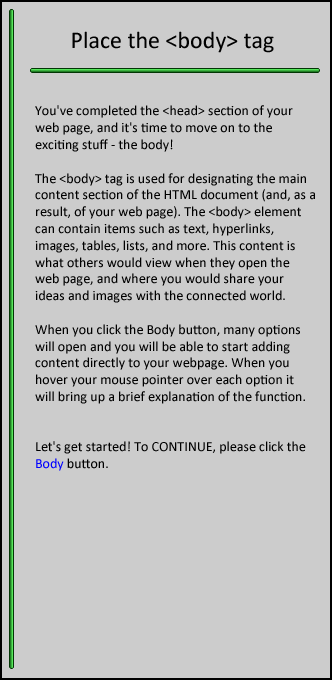 Place the <body> tag
You've completed the <head> section of your
web page, and it's time to move on to the
exciting stuff - the body!
The <body> tag is used for designating the main
content section of the HTML document (and, as a
result, of your web page). The <body> element
can contain items such as text, hyperlinks,
images, tables, lists, and more. This content is
what others would view when they open the
web page, and where you would share your
ideas and images with the connected world.
When you click the Body button, many options
will open and you will be able to start adding
content directly to your webpage. When you
hover your mouse pointer over each option it
will bring up a brief explanation of the function.
Let's get started! To CONTINUE, please click the
Body button.